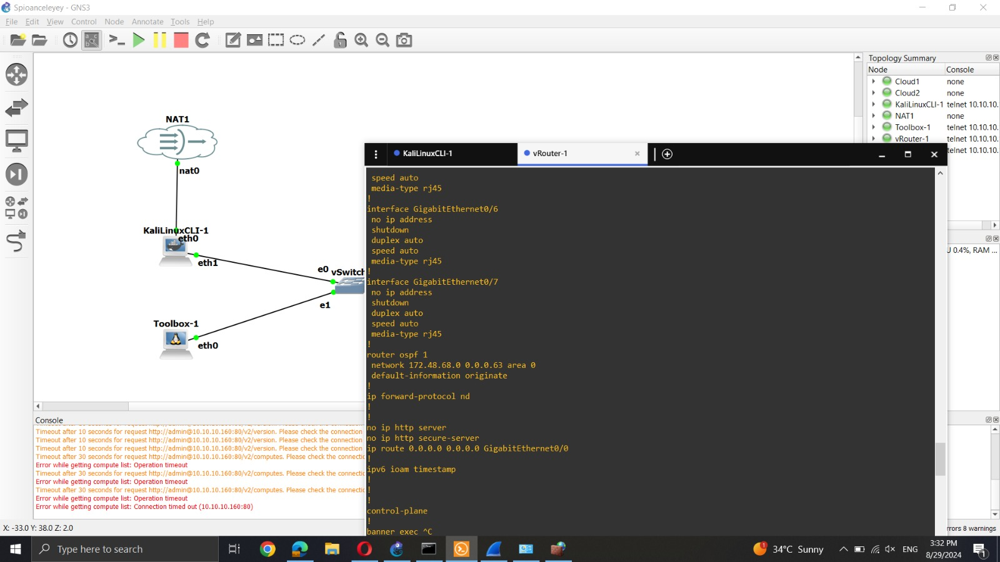 Spioanceleyey - GNS3
File Edit View Control Node Annotate Tools Help
Topology Summary
Node Console
Cloud1 none
Cloud2 none
KaliLinuxCLI-1 telnet 10.10.10.
NAT1 none
Toolbox-1 telnet 10.10.10.
vRouter-1 telnet 10.10.10.
telnet 10.10.10.
U 0.4%, RAM ...
NAT1
nat0
KaliLinuxCLI-1
eth0
eth1
e0 vSwitch
e1
Toolbox-1
eth0
KaliLinuxCLI-1
vRouter-1
speed auto
media-type rj45
!
interface GigabitEthernet0/6
no ip address
shutdown
duplex auto
speed auto
media-type rj45
!
interface GigabitEthernet0/7
no ip address
shutdown
duplex auto
speed auto
media-type rj45
!
router ospf 1
network 172.48.68.0 0.0.0.63 area 0
default-information originate
!
ip forward-protocol nd
!
!
no ip http server
no ip http secure-server
ip route 0.0.0.0 0.0.0.0 GigabitEthernet0/0
!
ipv6 ioam timestamp
!
!
!
control-plane
!
banner exec ^C
Console
Timeout after 10 seconds for request http://admin@10.10.10.160:80/v2/version. Please check the connection
Timeout after 10 seconds for request http://admin@10.10.10.160:80/v2/version. Please check the connection
Timeout after 10 seconds for request http://admin@10.10.10.160:80/v2/version. Please check the connection
Timeout after 30 seconds for request http://admin@10.10.10.160:80/v2/computes. Please check the connectic
Error while getting compute list: Operation timeout
Timeout after 30 seconds for request http://admin@10.10.10.160:80/v2/computes. Please check the connectic
Error while getting compute list: Operation timeout
Timeout after 30 seconds for request http://admin@10.10.10.160:80/v2/computes. Please check the connectic
Error while getting compute list: Operation timeout
Error while getting compute list: Connection timed out (10.10.10.160:80)
X: -33.0 Y: 38.0 Z: 2.0
rrors 8 warnings
Type here to search
34°C Sunny
ENG
3:32 PM
8/29/2024
1